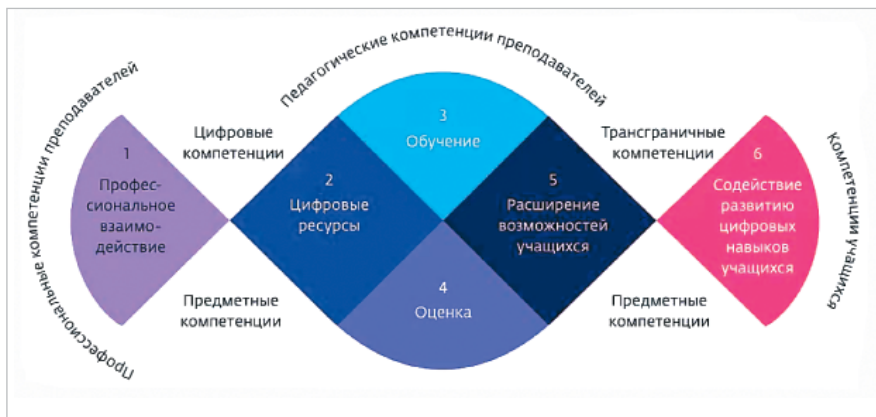 Профессиональные компетенции преподавателей
Педагогические компетенции преподавателей
Компетенции учащихся
1
Профес-
сиональное
взаимо-
действие
Цифровые
компетенции
Предметные
компетенции
2
Цифровые
ресурсы
3
Обучение
4
Оценка
5
Расширение
возможностей
учащихся
Трансграничные
компетенции
Предметные
компетенции
6
Содействие
развитию
цифровых
навыков
учащихся